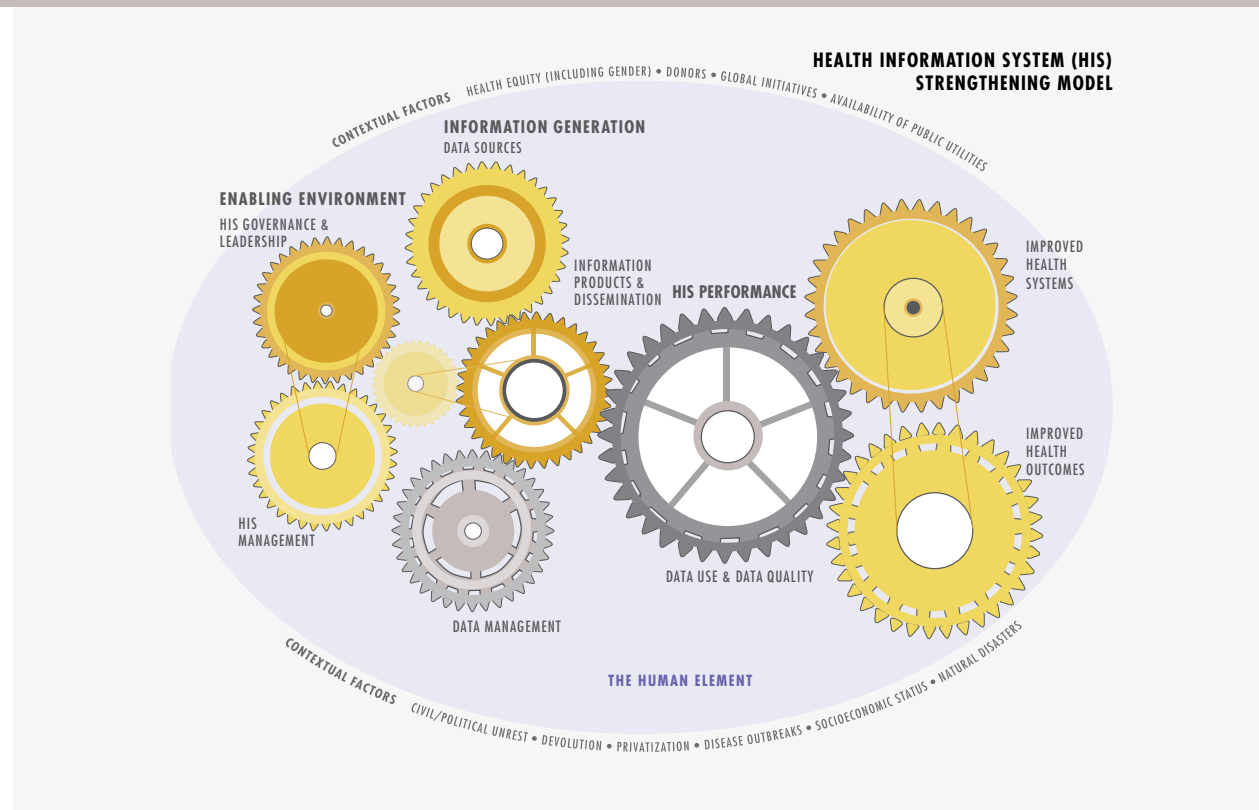 HEALTH INFORMATION SYSTEM (HIS)
STRENGTHENING MODEL
CONTEXTUAL FACTORS HEALTH EQUITY (INCLUDING GENDER) • DONORS • GLOBAL INITIATIVES • AVAILABILITY OF PUBLIC UTILITIES
INFORMATION GENERATION
DATA SOURCES
ENABLING ENVIRONMENT
HIS GOVERNANCE &
LEADERSHIP
INFORMATION
PRODUCTS &
DISSEMINATION
HIS PERFORMANCE
IMPROVED
HEALTH
SYSTEMS
IMPROVED
HEALTH
OUTCOMES
HIS
MANAGEMENT
DATA USE & DATA QUALITY
DATA MANAGEMENT
THE HUMAN ELEMENT
CONTEXTUAL FACTORS CIVIL/POLITICAL UNREST • DEVOLUTION • PRIVATIZATION • DISEASE OUTBREAKS • SOCIOECONOMIC STATUS • NATURAL DISASTERS